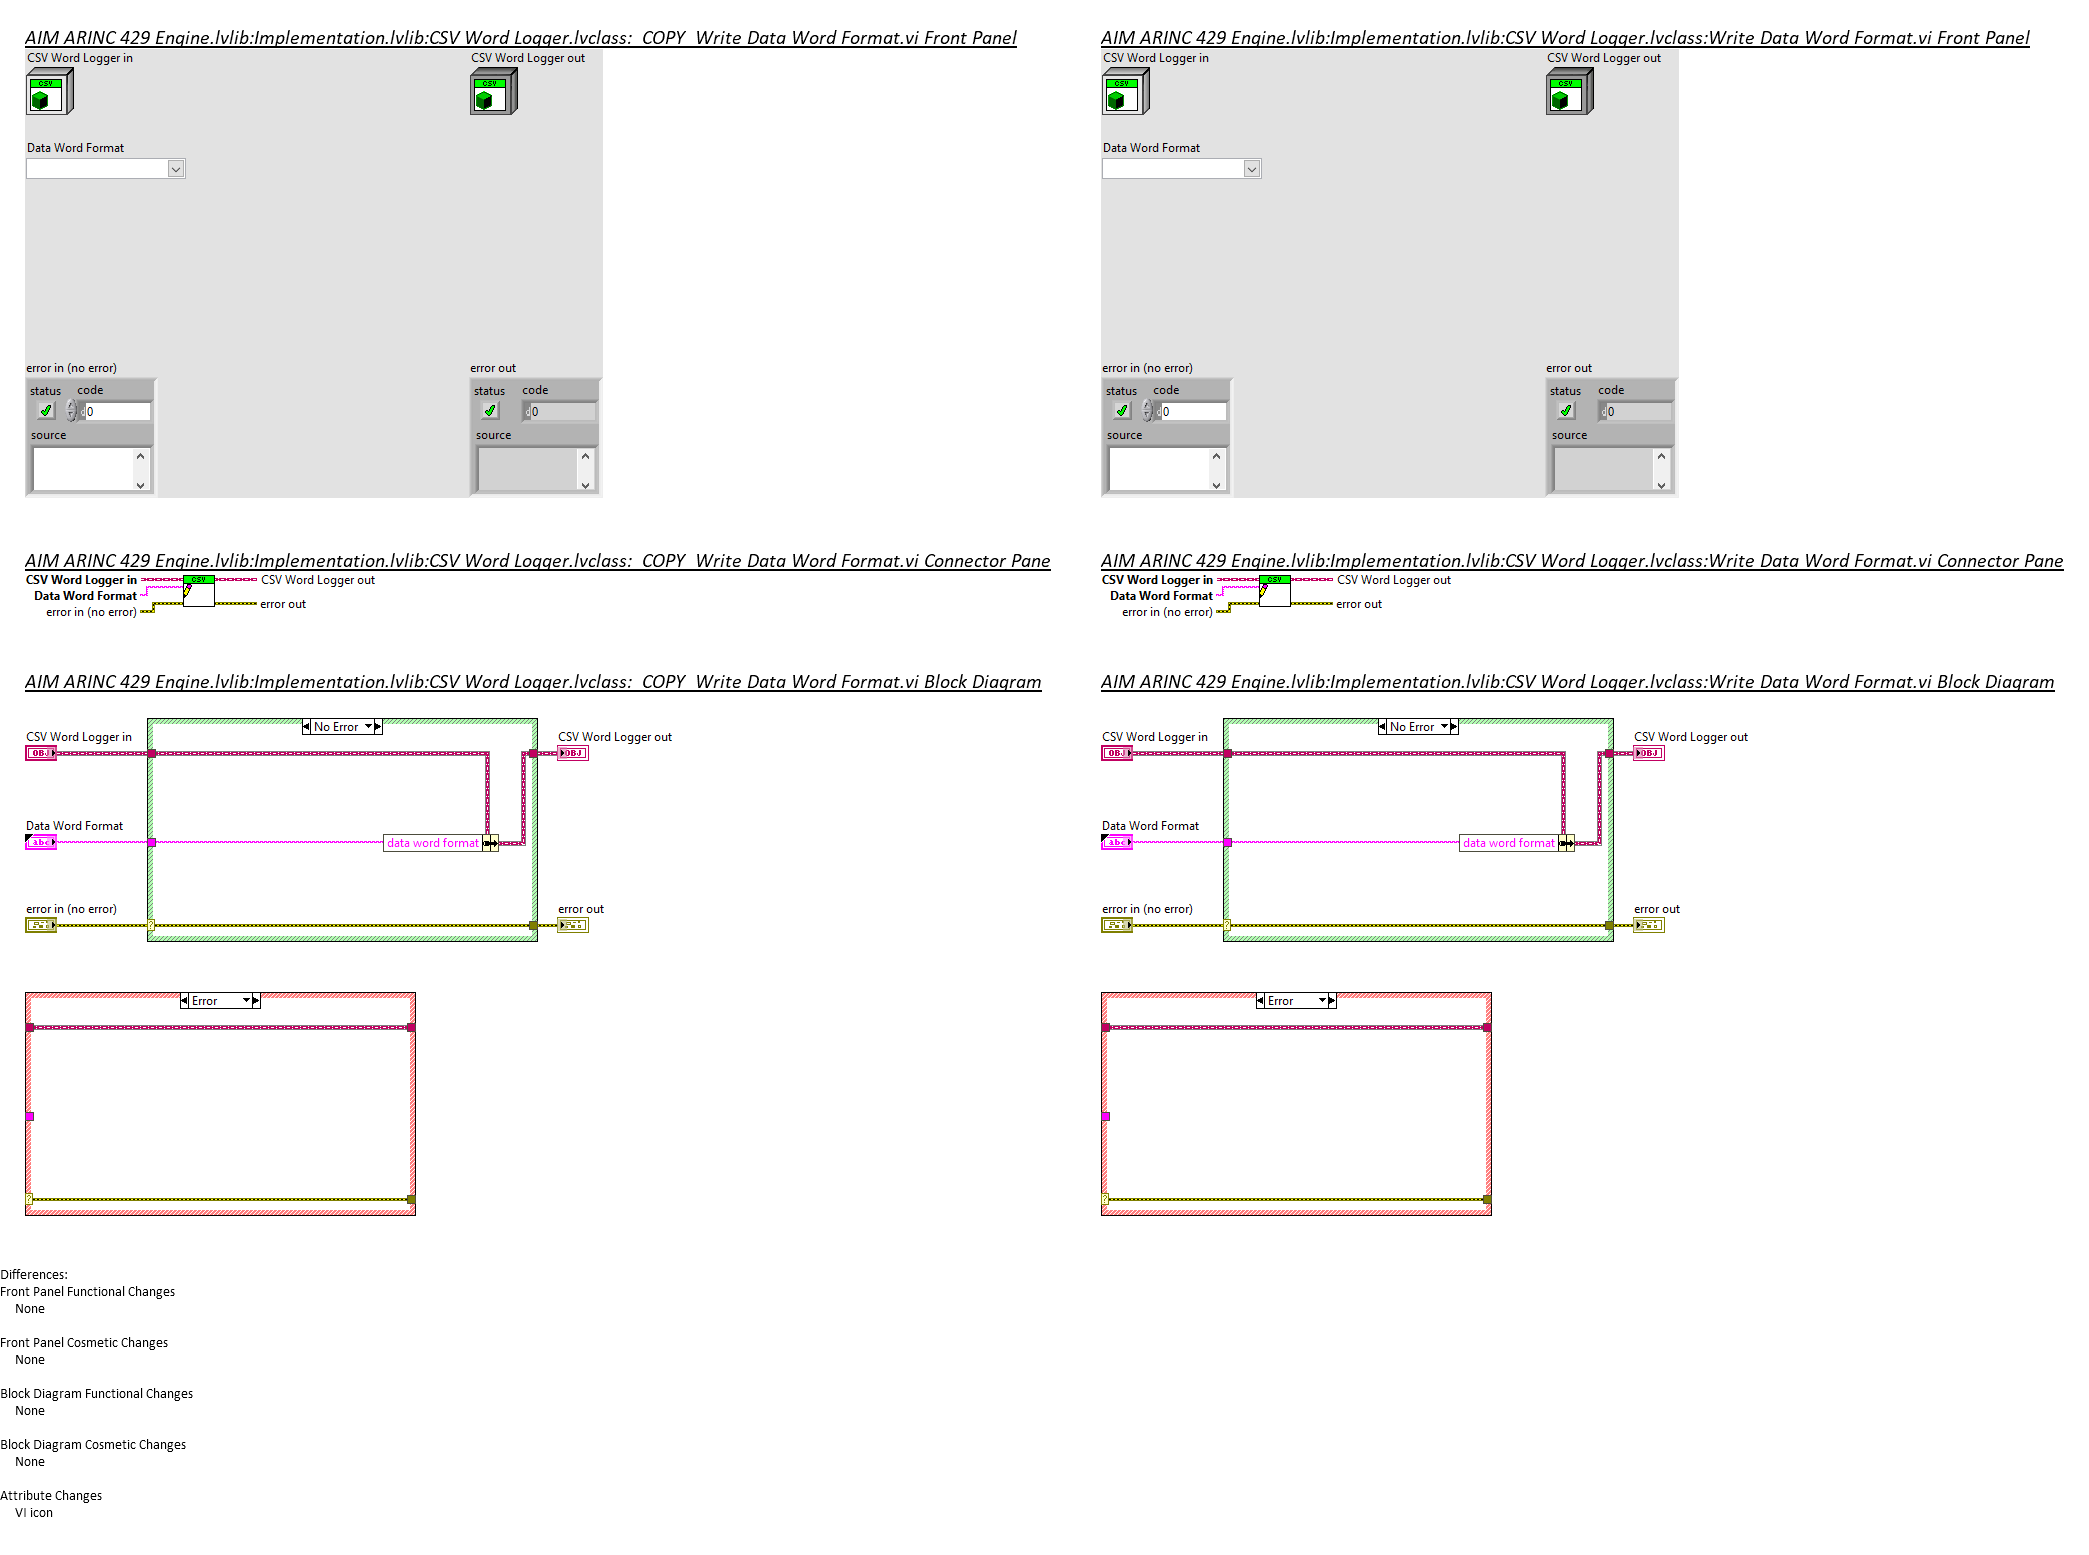 AIM ARINC 429 Engine.lvlib:Implementation.lvlib:CSV Word Logger.lvclass:_COPY_Write Data Word Format.vi Front Panel
CSV Word Logger in
CSV Word Logger out
CSV
CSV
Data Word Format
error in (no error)
error out
status code
status code
d 0
d 0
source
source
AIM ARINC 429 Engine.lvlib:Implementation.lvlib:CSV Word Logger.lvclass:Write Data Word Format.vi Front Panel
CSV Word Logger in
CSV Word Logger out
CSV
CSV
Data Word Format
error in (no error)
error out
status code
status code
d 0
d 0
source
source
AIM ARINC 429 Engine.lvlib:Implementation.lvlib:CSV Word Logger.lvclass:_COPY_Write Data Word Format.vi Connector Pane
CSV Word Logger in
CSV
CSV Word Logger out
Data Word Format
error in (no error)
error out
AIM ARINC 429 Engine.lvlib:Implementation.lvlib:CSV Word Logger.lvclass:Write Data Word Format.vi Connector Pane
CSV Word Logger in
CSV
CSV Word Logger out
Data Word Format
error in (no error)
error out
AIM ARINC 429 Engine.lvlib:Implementation.lvlib:CSV Word Logger.lvclass:_COPY_Write Data Word Format.vi Block Diagram
No Error
CSV Word Logger in
CSV Word Logger out
OBJ
OBJ
Data Word Format
abc
data word format
error in (no error)
error out
?
Error
?
AIM ARINC 429 Engine.lvlib:Implementation.lvlib:CSV Word Logger.lvclass:Write Data Word Format.vi Block Diagram
No Error
CSV Word Logger in
CSV Word Logger out
OBJ
OBJ
Data Word Format
abc
data word format
error in (no error)
error out
?
Error
?
Differences:
Front Panel Functional Changes
None
Front Panel Cosmetic Changes
None
Block Diagram Functional Changes
None
Block Diagram Cosmetic Changes
None
Attribute Changes
VI icon